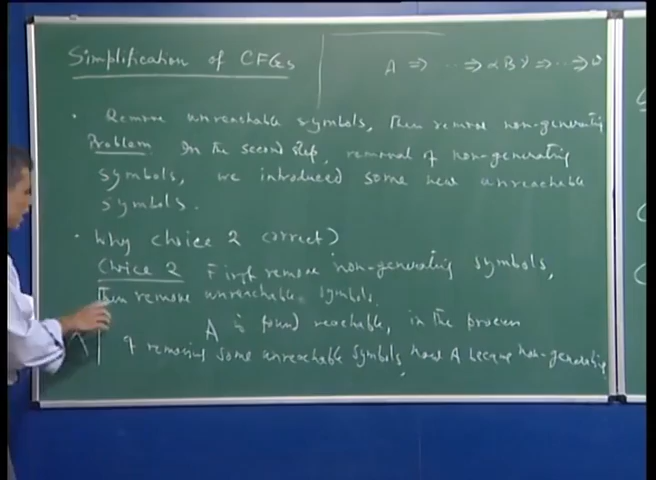 Simplification of CFGs
A ⇒ ... ⇒ αBγ ⇒ ... ⇒ w
• Remove unreachable symbols, Then remove non-generating
Problem. In the second step, removal of non-generating
symbols, we introduced some new unreachable
symbols.
• Why choice 2 correct)
Choice 2 First remove non-generating symbols,
Then remove unreachable symbols.
A is found reachable, in the process
of removing some unreachable symbols, now A became non-generating